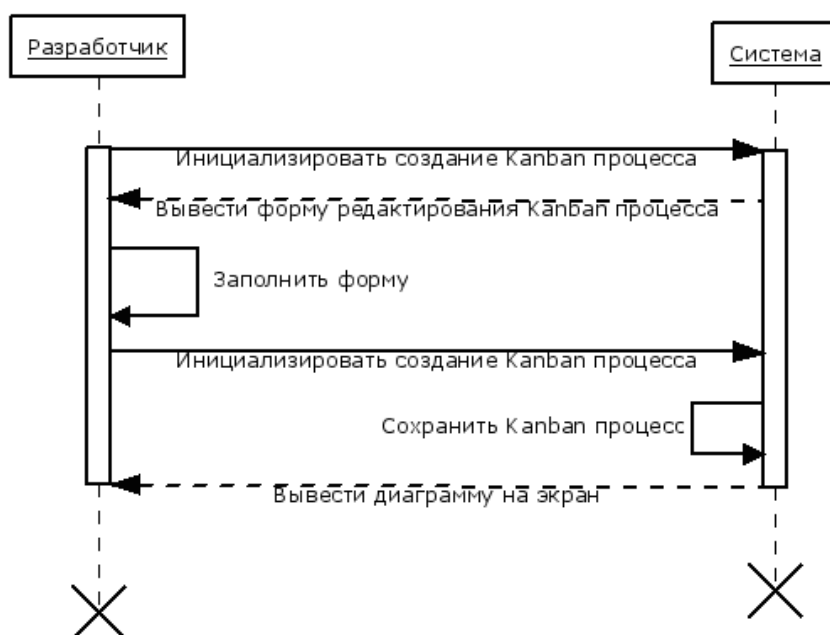 Разработчик
Система
Инициализировать создание Kanban процесса
Вывести форму редактирования Kanban процесса
Заполнить форму
Инициализировать создание Kanban процесса
Сохранить Kanban процесс
Вывести диаграмму на экран